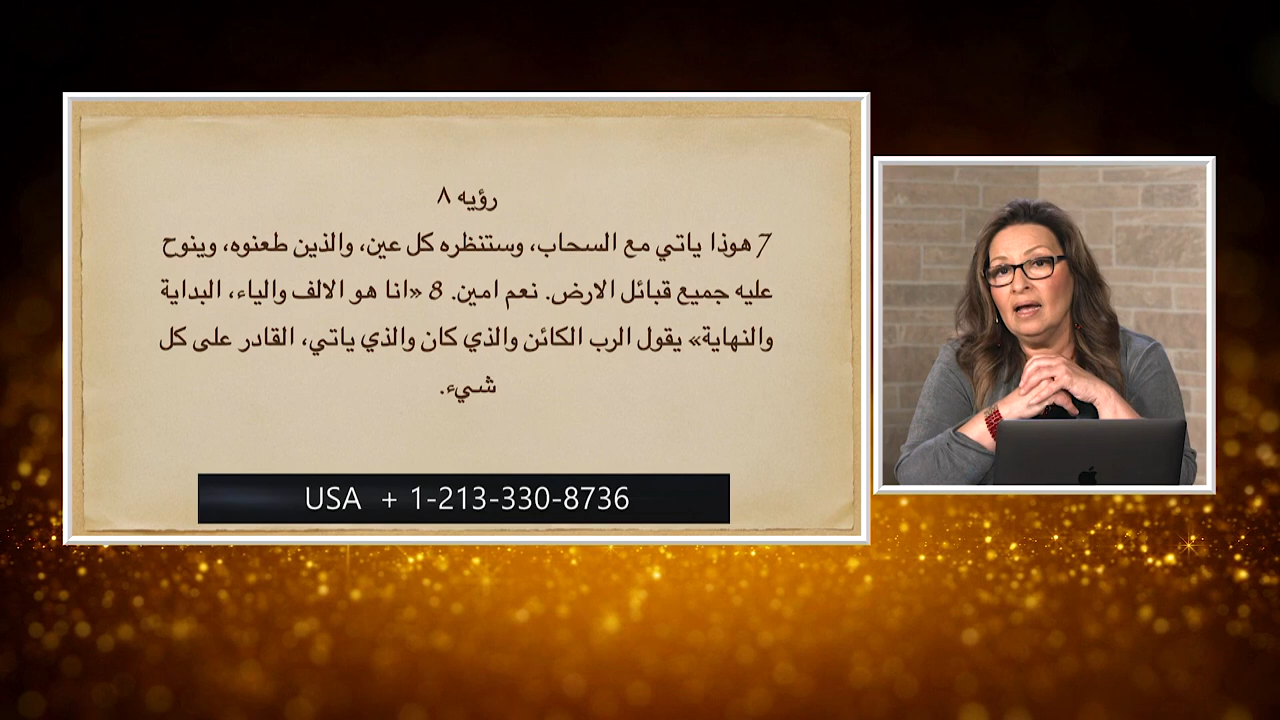 رؤيه ٨
7 هوذا ياتي مع السحاب، وستنظره كل عين، والذين طعنوه، وينوح
عليه جميع قبائل الارض. نعم امين. 8 «انا هو الالف والياء، البداية
والنهاية» يقول الرب الكائن والذي كان والذي ياتي، القادر على كل
شيء.
USA + 1-213-330-8736